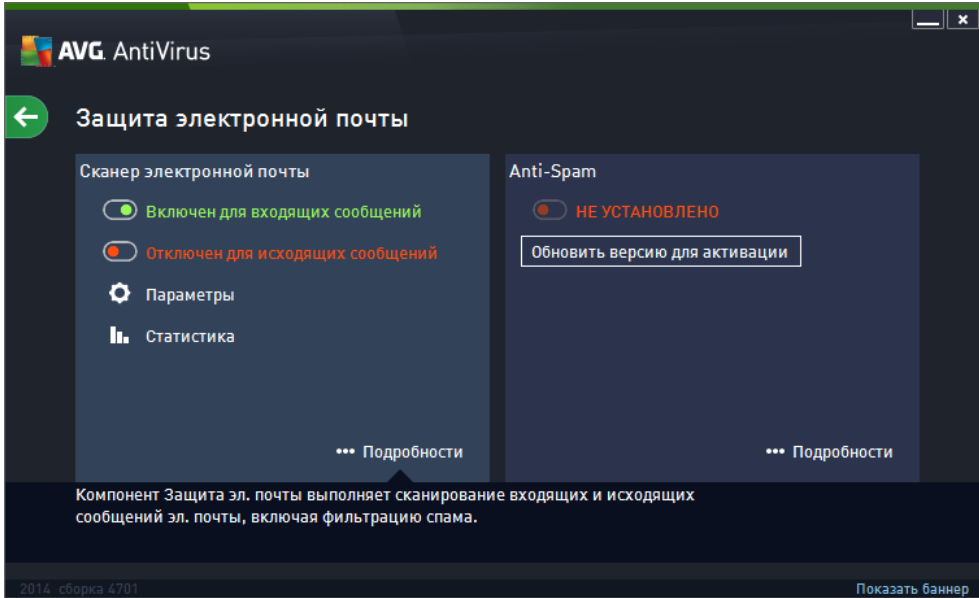 AVG. AntiVirus
Защита электронной почты
Сканер электронной почты
Включен для входящих сообщений
Отключен для исходящих сообщений
Параметры
Статистика
••• Подробности
Anti-Spam
НЕ УСТАНОВЛЕНО
Обновить версию для активации
••• Подробности
Компонент Защита эл. почты выполняет сканирование входящих и исходящих
сообщений эл. почты, включая фильтрацию спама.
2014 сборка 4701
Показать баннер